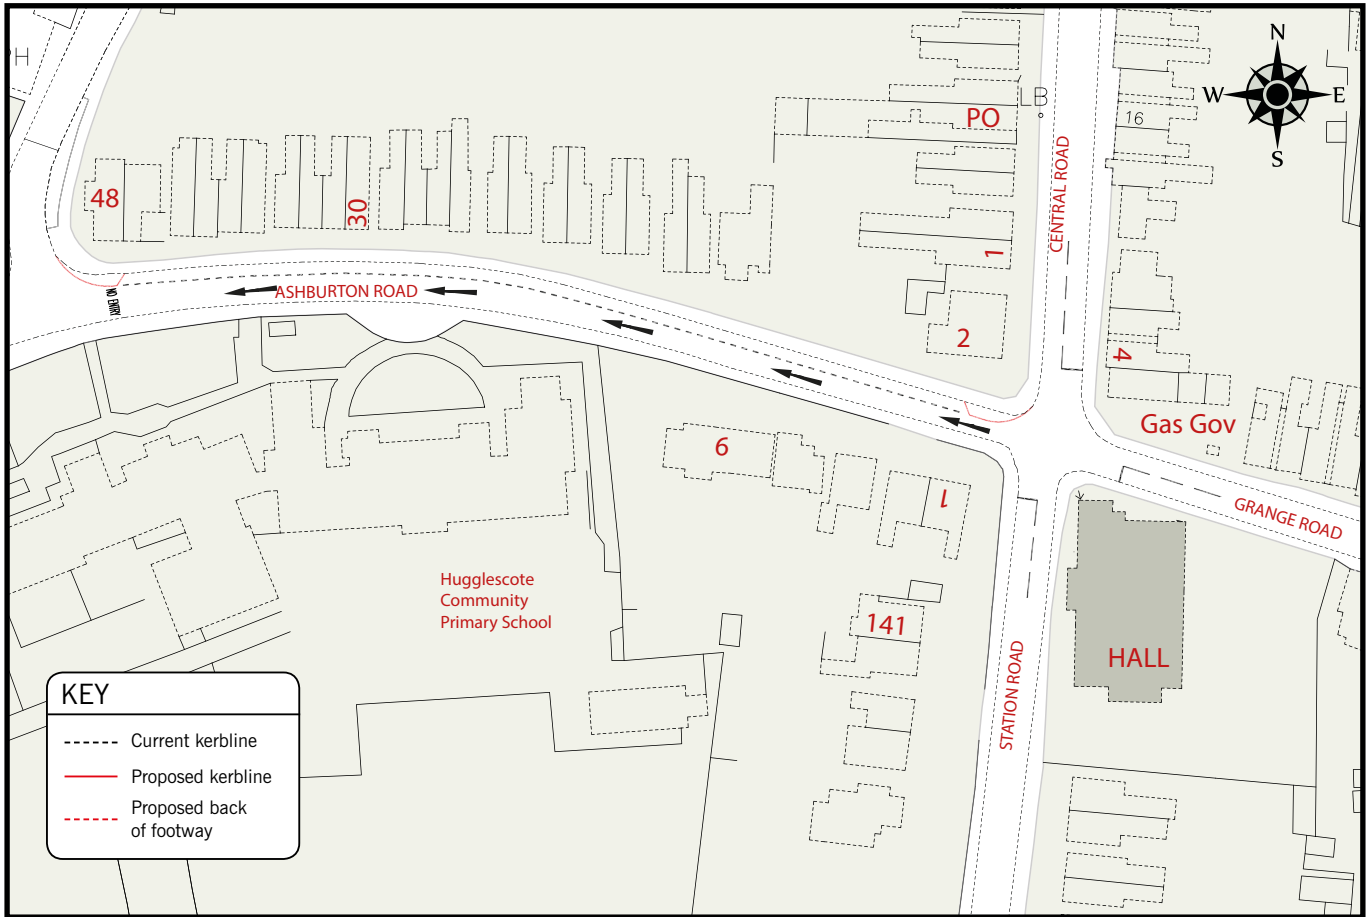 N
W E
S
H
LB
PO
16
CENTRAL ROAD
48
30
1
ASHBURTON ROAD
NO ENTRY
2
4
Gas Gov
6
1
GRANGE ROAD
Hugglescote
Community
Primary School
141
HALL
STATION ROAD
KEY
Current kerbline
Proposed kerbline
Proposed back
of footway